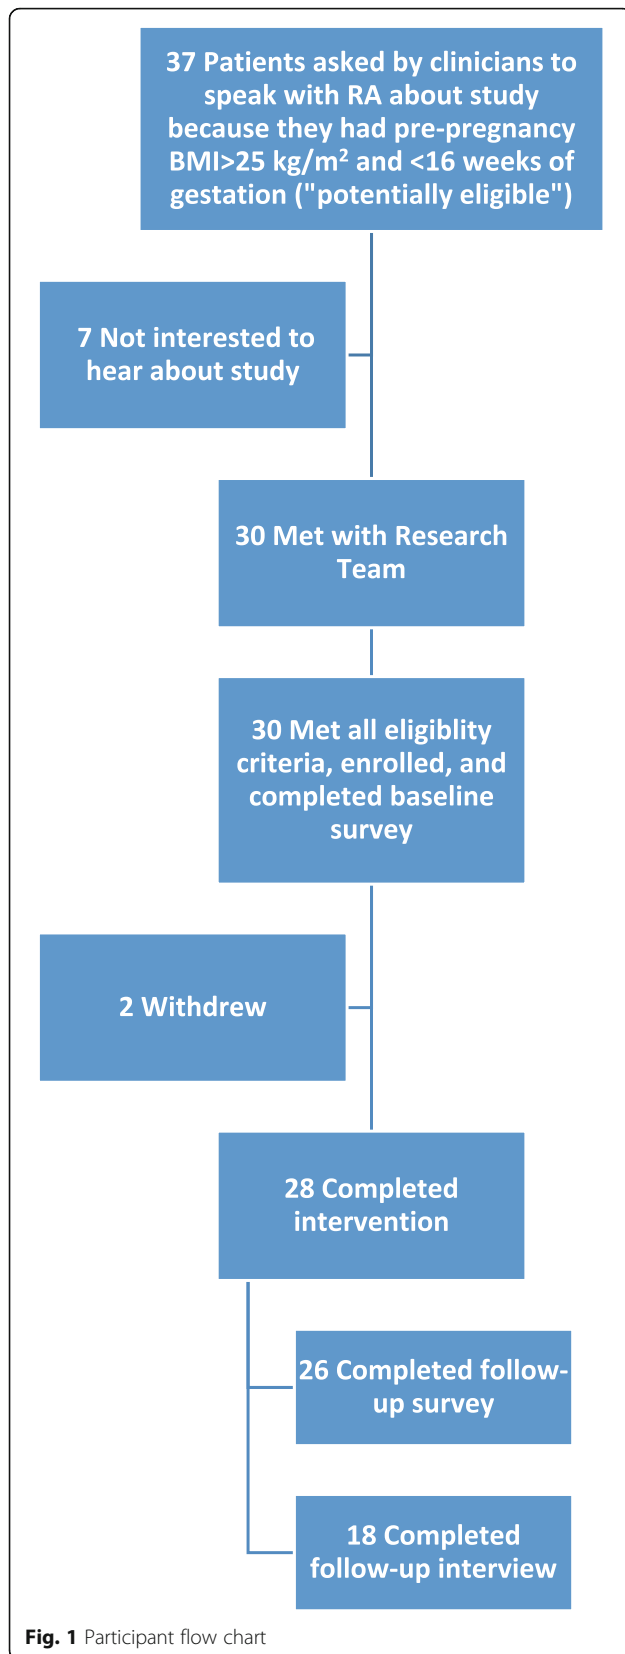 37 Patients asked by clinicians to
speak with RA about study
because they had pre-pregnancy
BMI>25 kg/m² and <16 weeks of
gestation ("potentially eligible")
7 Not interested to
hear about study
30 Met with Research
Team
30 Met all eligiblity
criteria, enrolled, and
completed baseline
survey
2 Withdrew
28 Completed
intervention
26 Completed follow-
up survey
18 Completed
follow-up interview
Fig. 1 Participant flow chart